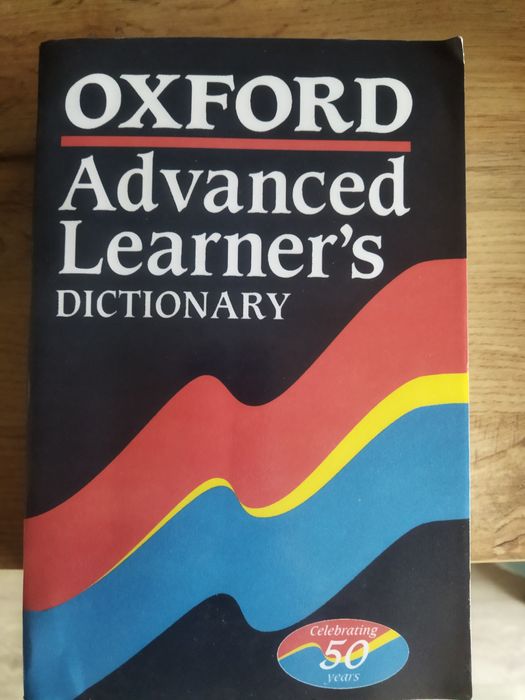 OXFORD
Advanced
Learner's
DICTIONARY
Celebrating
50
years